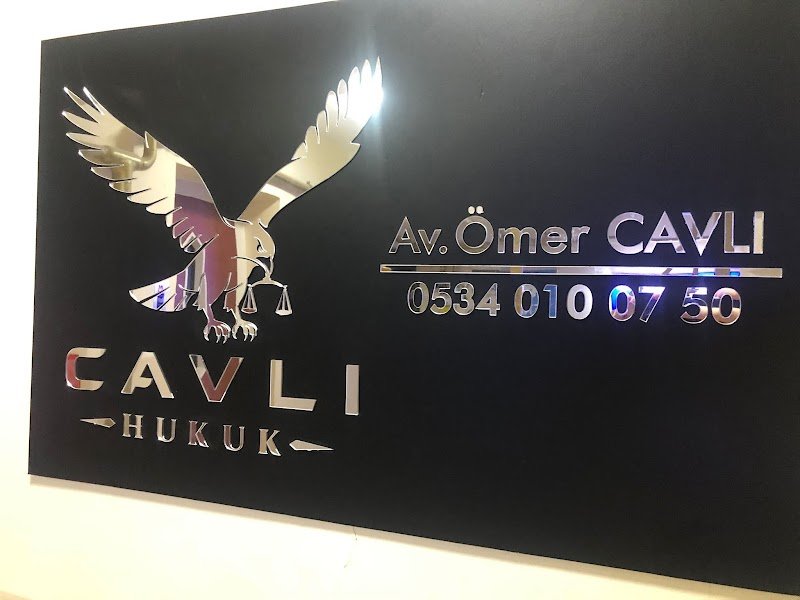 CAVLI
HUKUK
Av. Ömer CAVLI
0534 010 07 50